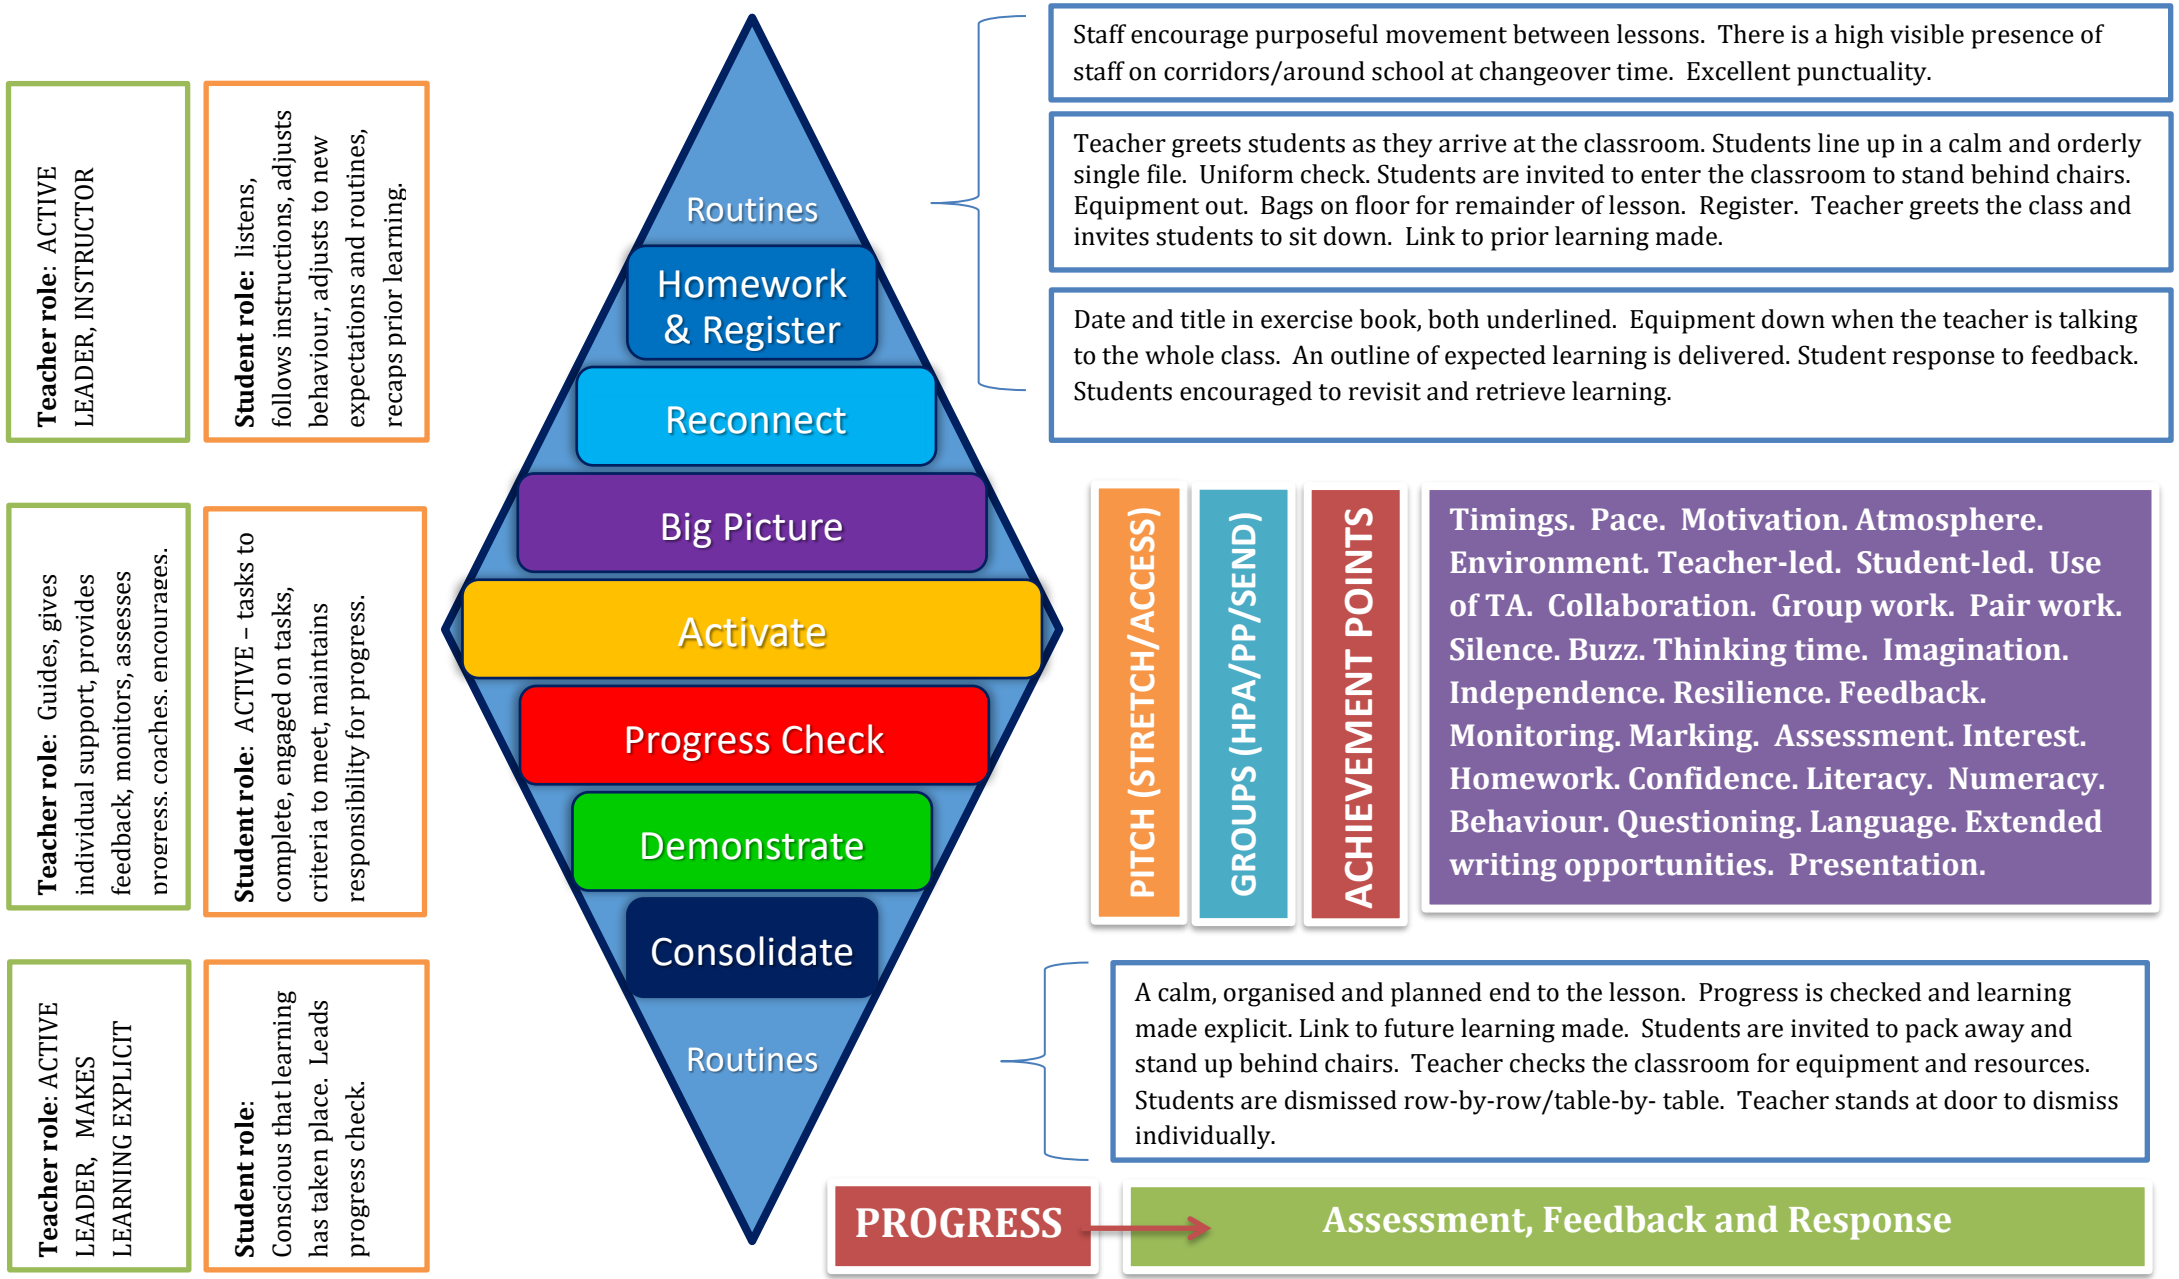 Teacher role:  ACTIVE
LEADER, INSTRUCTOR
Student role:  listens,
follows instructions, adjusts
behaviour, adjusts to new
expectations and routines,
recaps prior learning.
Teacher role:  Guides, gives
individual support, provides
feedback, monitors, assesses
progress, coaches, encourages.
Student role:  ACTIVE – tasks to
complete, engaged on tasks,
criteria to meet, maintains
responsibility for progress.
Teacher role: ACTIVE
LEADER,  MAKES
LEARNING EXPLICIT
Student role:
Conscious that learning
has taken place.  Leads
progress check.
Routines
Homework
& Register
Reconnect
Big Picture
Activate
Progress Check
Demonstrate
Consolidate
Routines
Staff encourage purposeful movement between lessons.  There is a high visible presence of
staff on corridors/around school at changeover time.  Excellent punctuality.
Teacher greets students as they arrive at the classroom. Students line up in a calm and orderly
single file.  Uniform check. Students are invited to enter the classroom to stand behind chairs.
Equipment out.  Bags on floor for remainder of lesson.  Register.  Teacher greets the class and
invites students to sit down.  Link to prior learning made.
Date and title in exercise book, both underlined.  Equipment down when the teacher is talking
to the whole class.  An outline of expected learning is delivered. Student response to feedback.
Students encouraged to revisit and retrieve learning.
PITCH (STRETCH/ACCESS)
GROUPS (HPA/PP/SEND)
ACHIEVEMENT POINTS
Timings.  Pace.  Motivation. Atmosphere.
Environment. Teacher-led.  Student-led.  Use
of TA.  Collaboration.  Group work.  Pair work.
Silence. Buzz. Thinking time.  Imagination.
Independence. Resilience. Feedback.
Monitoring. Marking.  Assessment. Interest.
Homework. Confidence. Literacy.  Numeracy.
Behaviour. Questioning. Language. Extended
writing opportunities.  Presentation.
A calm, organised and planned end to the lesson.  Progress is checked and learning
made explicit. Link to future learning made.  Students are invited to pack away and
stand up behind chairs.  Teacher checks the classroom for equipment and resources.
Students are dismissed row-by-row/table-by- table.  Teacher stands at door to dismiss
individually.
PROGRESS
Assessment, Feedback and Response